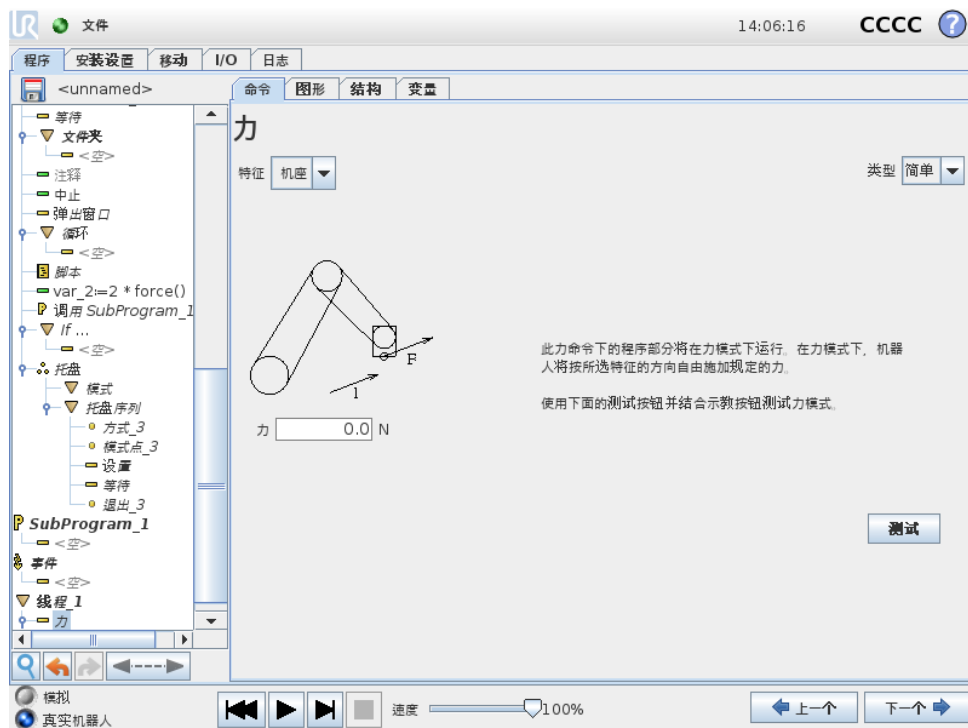 UR 文件 14:06:16 CCCC ?
程序 安装设置 移动 I/O 日志
<unnamed>
命令 图形 结构 变量
等待
文件夹
<空>
注释
中止
弹出窗口
循环
<空>
脚本
var_2:=2 * force()
P 调用 SubProgram_1
If ...
<空>
托盘
模式
托盘序列
方式_3
模式点_3
设置
等待
退出_3
P SubProgram_1
<空>
事件
<空>
线程_1
力
力
特征 机座
类型 简单
F
1
力 0.0 N
此力命令下的程序部分将在力模式下运行。在力模式下，机器
人将按所选特征的方向自由施加规定的力。
使用下面的测试按钮并结合示教按钮测试力模式。
测试
模拟
真实机器人
速度 100%
上一个 下一个